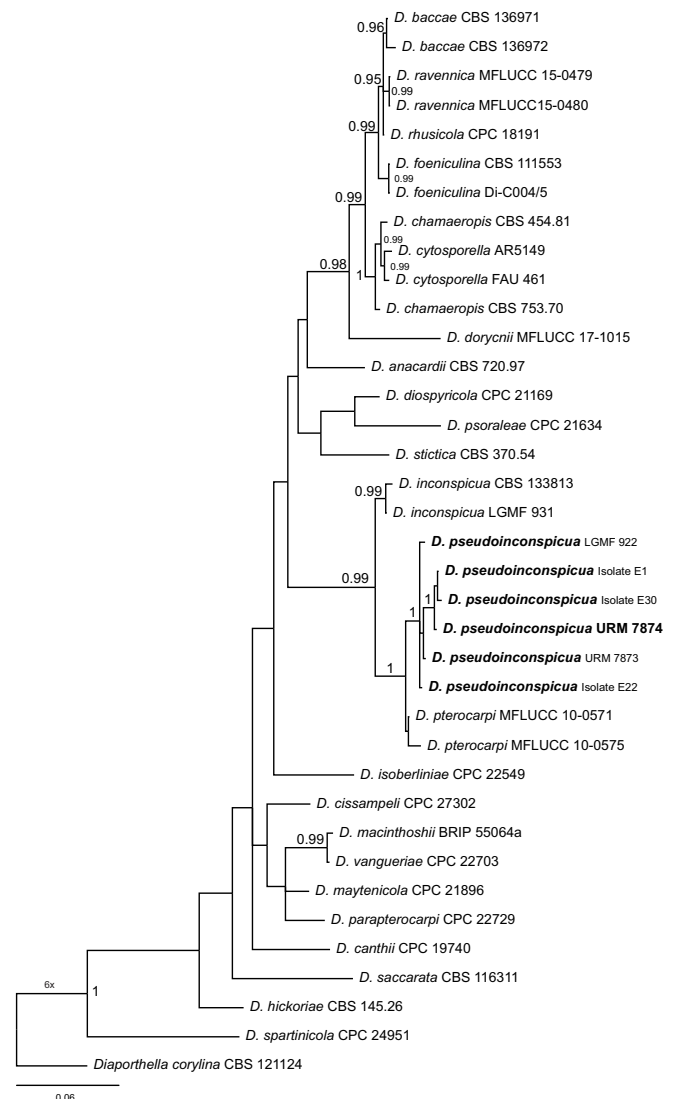 0.96
D. baccae CBS 136971
D. baccae CBS 136972
0.95
D. ravennica MFLUCC 15-0479
0.99
D. ravennica MFLUCC15-0480
0.99
D. rhusicola CPC 18191
D. foeniculina CBS 111553
0.99
D. foeniculina Di-C004/5
0.99
D. chamaeropis CBS 454.81
0.99
D. cytosporella AR5149
0.98
1
0.99
D. cytosporella FAU 461
D. chamaeropis CBS 753.70
D. dorycnii MFLUCC 17-1015
D. anacardii CBS 720.97
D. diospyricola CPC 21169
D. psoraleae CPC 21634
D. stictica CBS 370.54
D. inconspicua CBS 133813
0.99
D. inconspicua LGMF 931
D. pseudoinconspicua LGMF 922
D. pseudoinconspicua Isolate E1
0.99
1
D. pseudoinconspicua Isolate E30
1
D. pseudoinconspicua URM 7874
D. pseudoinconspicua URM 7873
1
D. pseudoinconspicua Isolate E22
D. pterocarpi MFLUCC 10-0571
D. pterocarpi MFLUCC 10-0575
D. isoberliniae CPC 22549
D. cissampeli CPC 27302
D. macinthoshii BRIP 55064a
0.99
D. vangueriae CPC 22703
D. maytenicola CPC 21896
D. parapterocarpi CPC 22729
D. canthii CPC 19740
D. saccarata CBS 116311
6x
1
D. hickoriae CBS 145.26
D. spartinicola CPC 24951
Diaporthella corylina CBS 121124
0.06